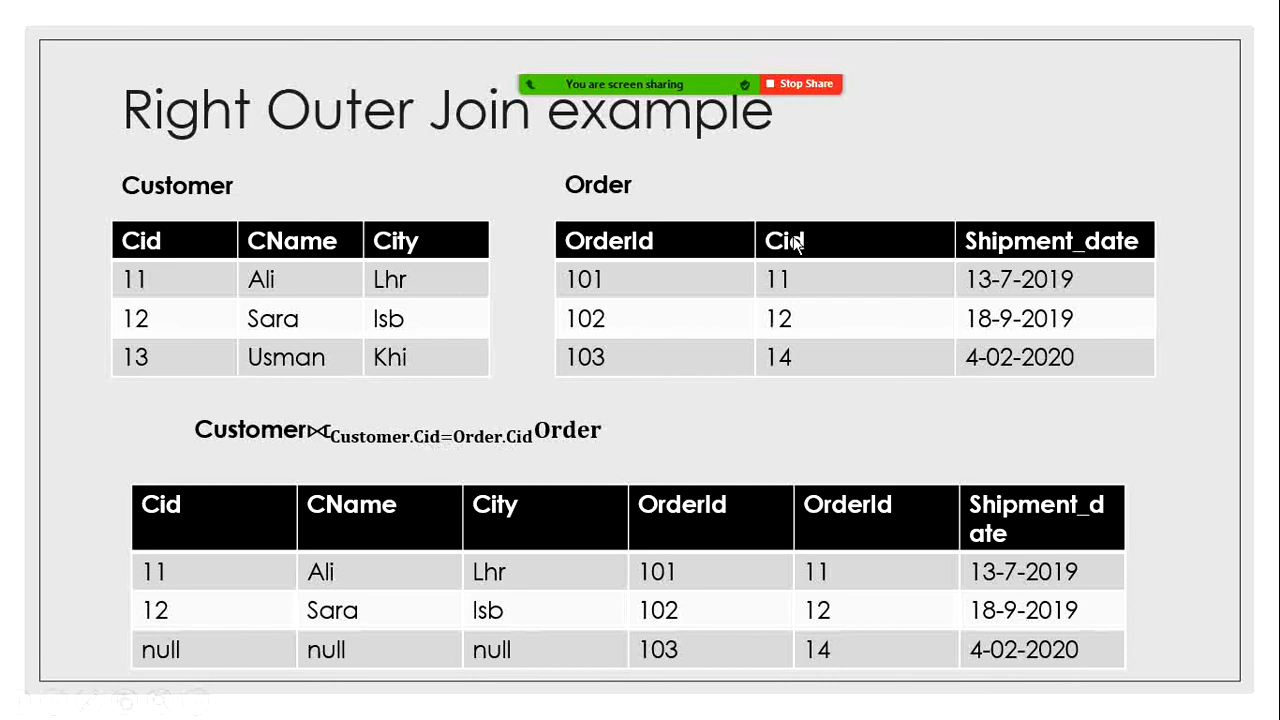 You are screen sharing Stop Share
Right Outer Join example
Customer
Order
Cid CName City
11 Ali Lhr
12 Sara Isb
13 Usman Khi
OrderId Cid Shipment_date
101 11 13-7-2019
102 12 18-9-2019
103 14 4-02-2020
Customer⟖Customer.Cid=Order.CidOrder
Cid CName City OrderId OrderId Shipment_d
ate
11 Ali Lhr 101 11 13-7-2019
12 Sara Isb 102 12 18-9-2019
null null null 103 14 4-02-2020